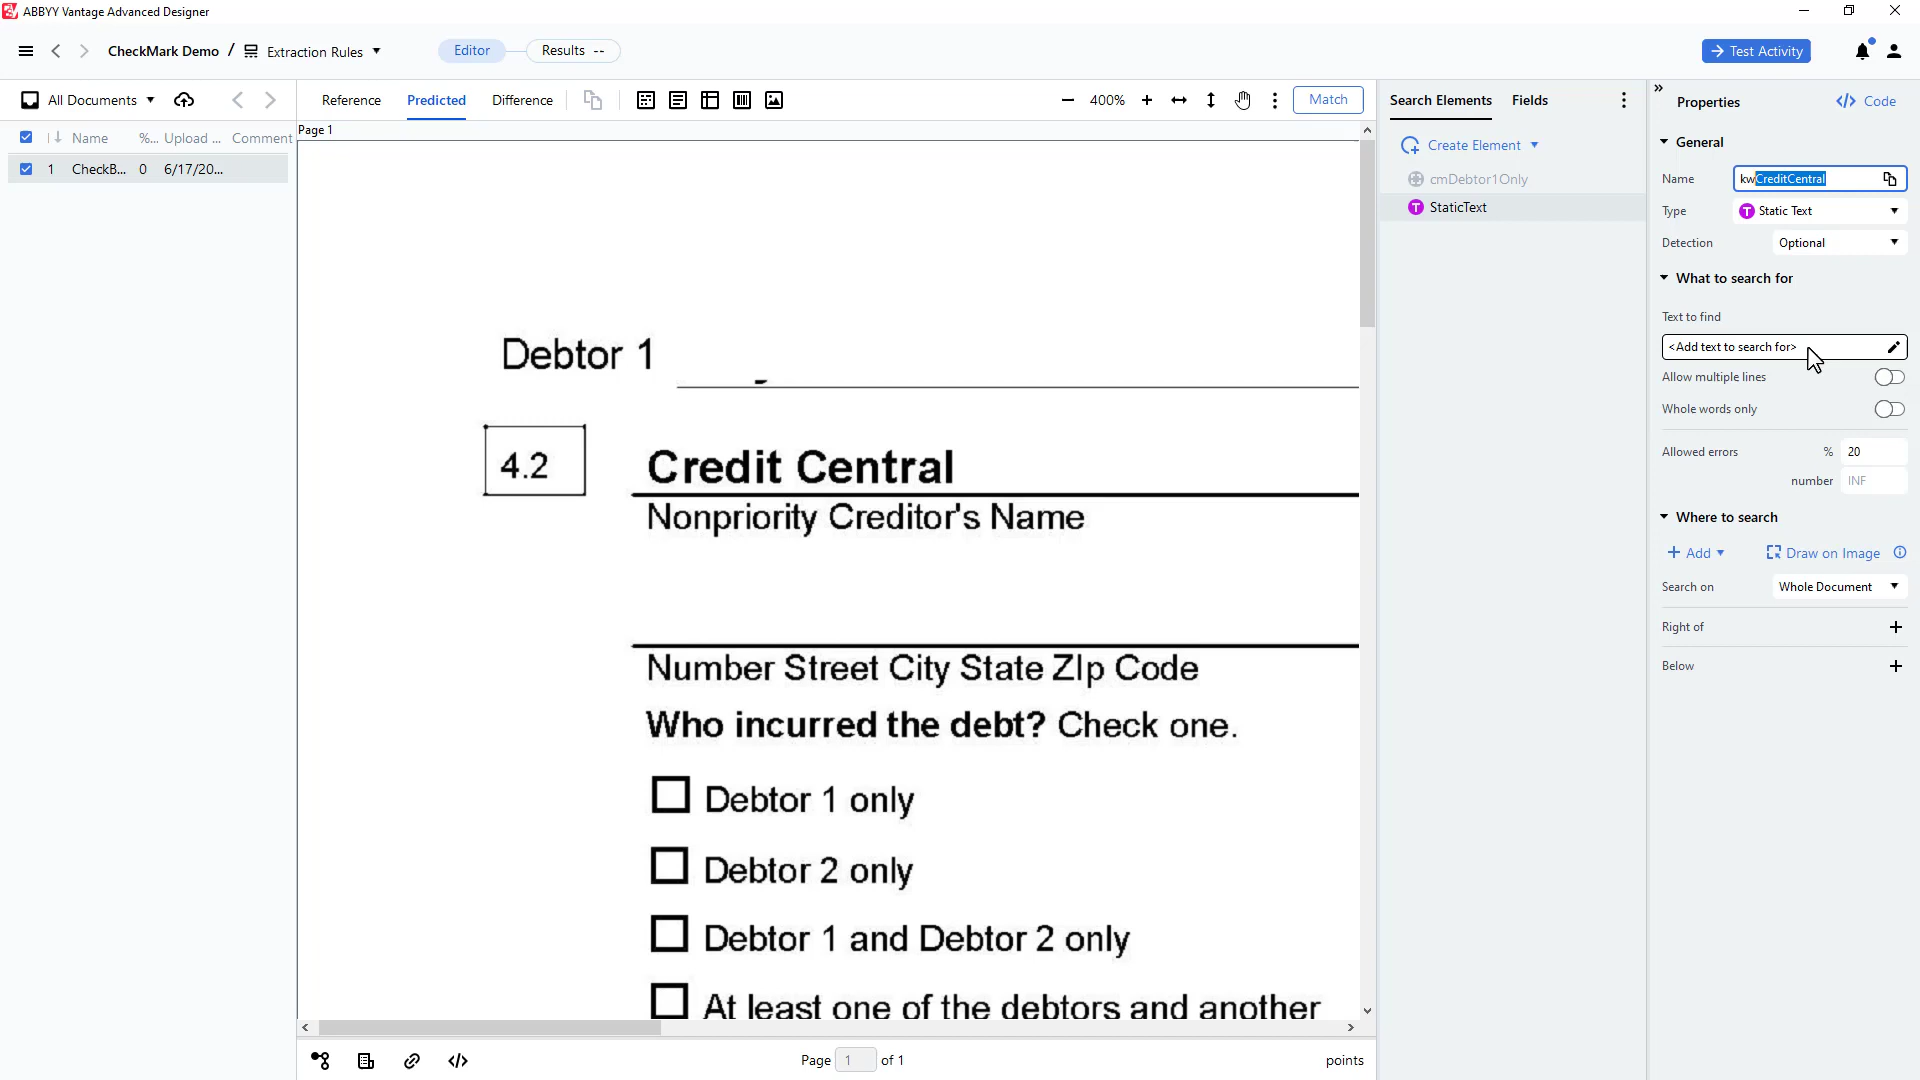 ABBYY Vantage Advanced Designer
CheckMark Demo / Extraction Rules
Editor
Results --
Test Activity
All Documents
Reference
Predicted
Difference
400%
Match
Search Elements
Fields
Properties
Code
Name
%...
Upload ...
Comment
Page 1
1 CheckB... 0 6/17/20...
Create Element
cmDebtor1Only
StaticText
General
Name kwCreditCentral
Type Static Text
Detection Optional
What to search for
Text to find
<Add text to search for>
Allow multiple lines
Whole words only
Allowed errors % 20
number INF
Where to search
Add Draw on Image
Search on Whole Document
Right of
Below
Debtor 1
4.2 Credit Central
Nonpriority Creditor's Name
Number Street City State ZIp Code
Who incurred the debt? Check one.
Debtor 1 only
Debtor 2 only
Debtor 1 and Debtor 2 only
At least one of the debtors and another
Page 1 of 1
points